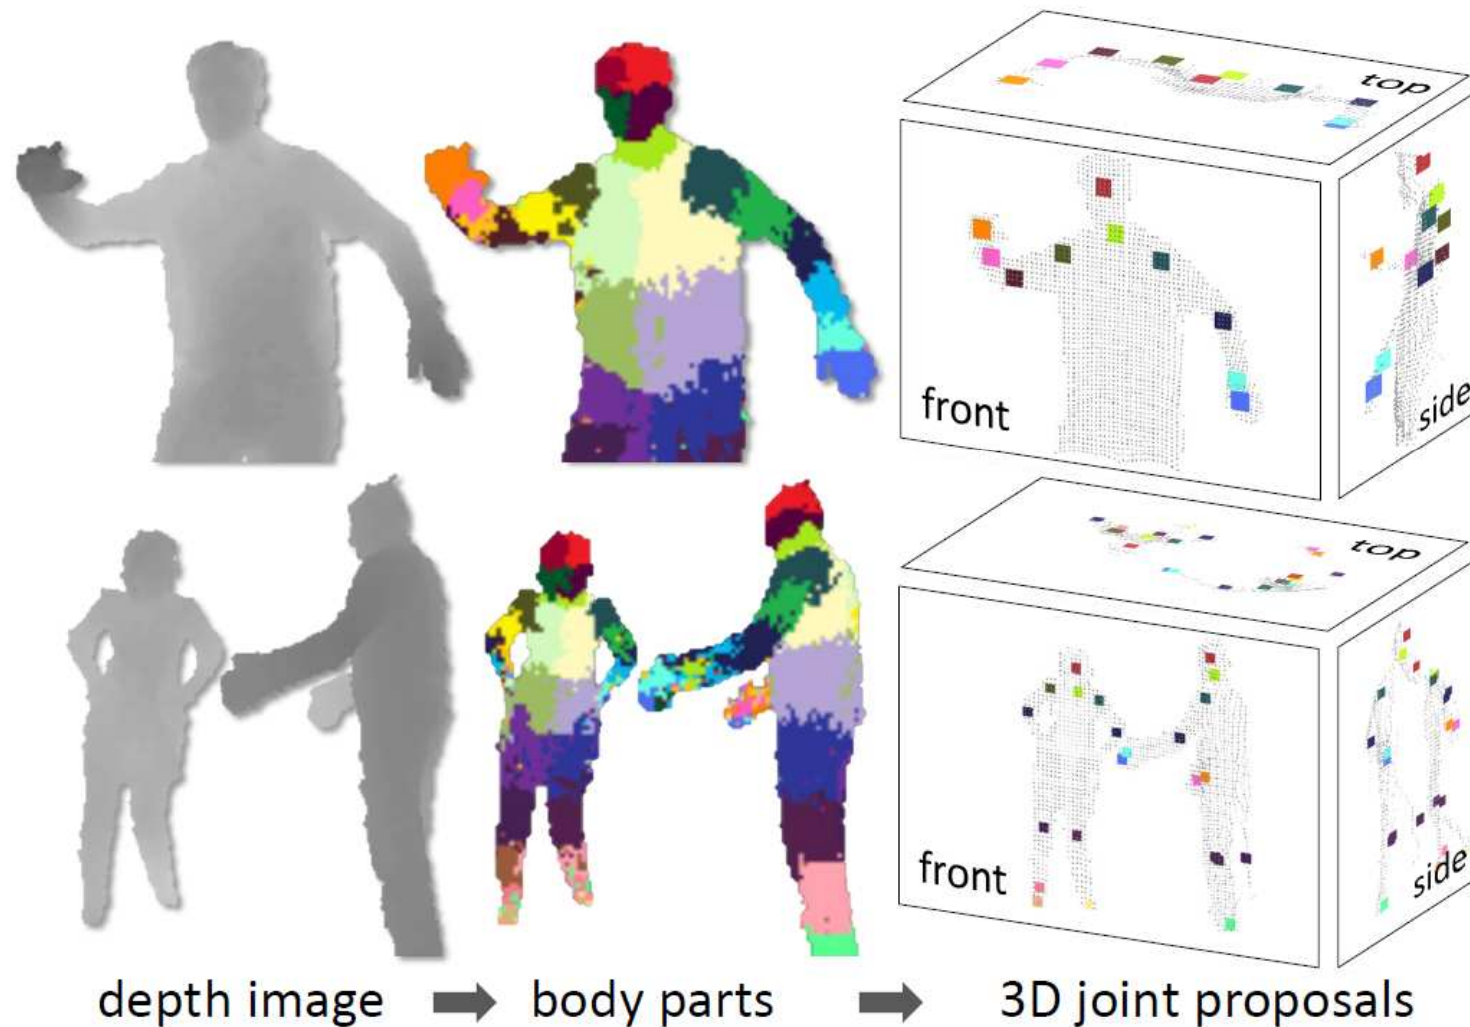 top
front
side
top
front
side
depth image
body parts
3D joint proposals